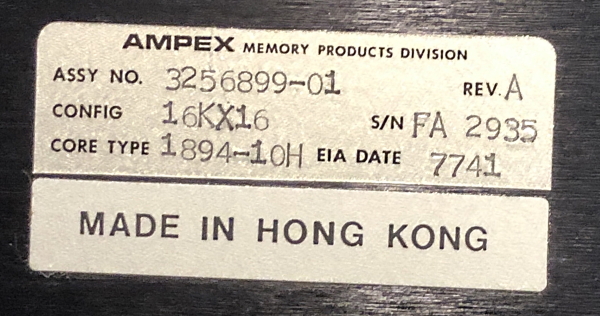 AMPEX MEMORY PRODUCTS DIVISION
ASSY NO. 3256899-01 REV. A
CONFIG 16KX16 S/N FA 2935
CORE TYPE 1894-10H EIA DATE 7741
MADE IN HONG KONG